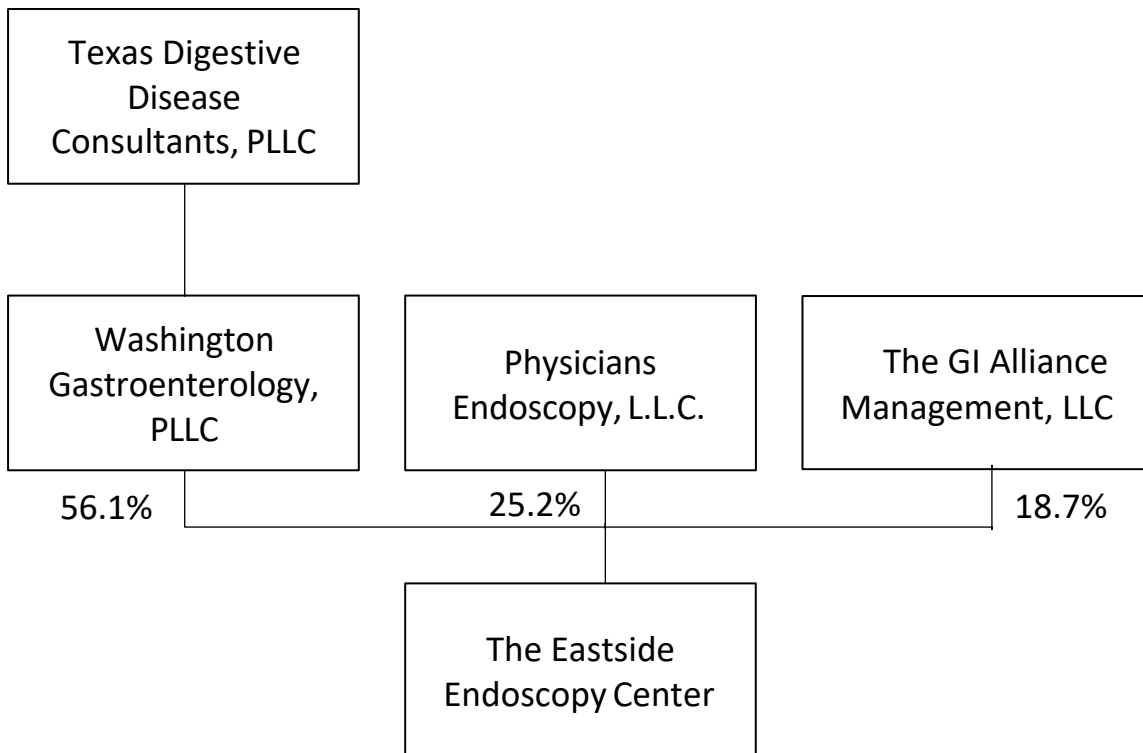 Texas Digestive
Disease
Consultants, PLLC
Washington
Gastroenterology,
PLLC
Physicians
Endoscopy, L.L.C.
The GI Alliance
Management, LLC
56.1%
25.2%
18.7%
The Eastside
Endoscopy Center